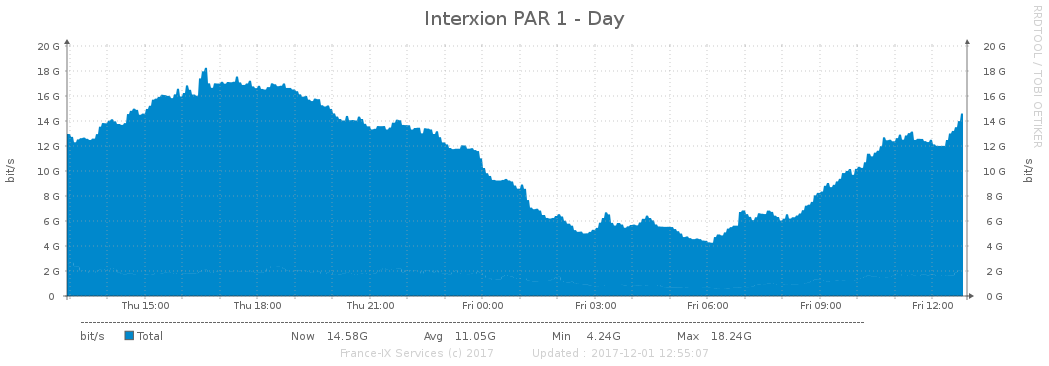 Interxion PAR 1 - Day
RRDTOOL / TOBI OETIKER
20 G 20 G
18 G 18 G
16 G 16 G
14 G 14 G
12 G 12 G
10 G 10 G
8 G 8 G
6 G 6 G
4 G 4 G
2 G 2 G
0 0 G
bit/s bit/s
Thu 15:00 Thu 18:00 Thu 21:00 Fri 00:00 Fri 03:00 Fri 06:00 Fri 09:00 Fri 12:00
bit/s Total Now 14.58G Avg 11.05G Min 4.24G Max 18.24G
France-IX Services (c) 2017 Updated : 2017-12-01 12:55:07